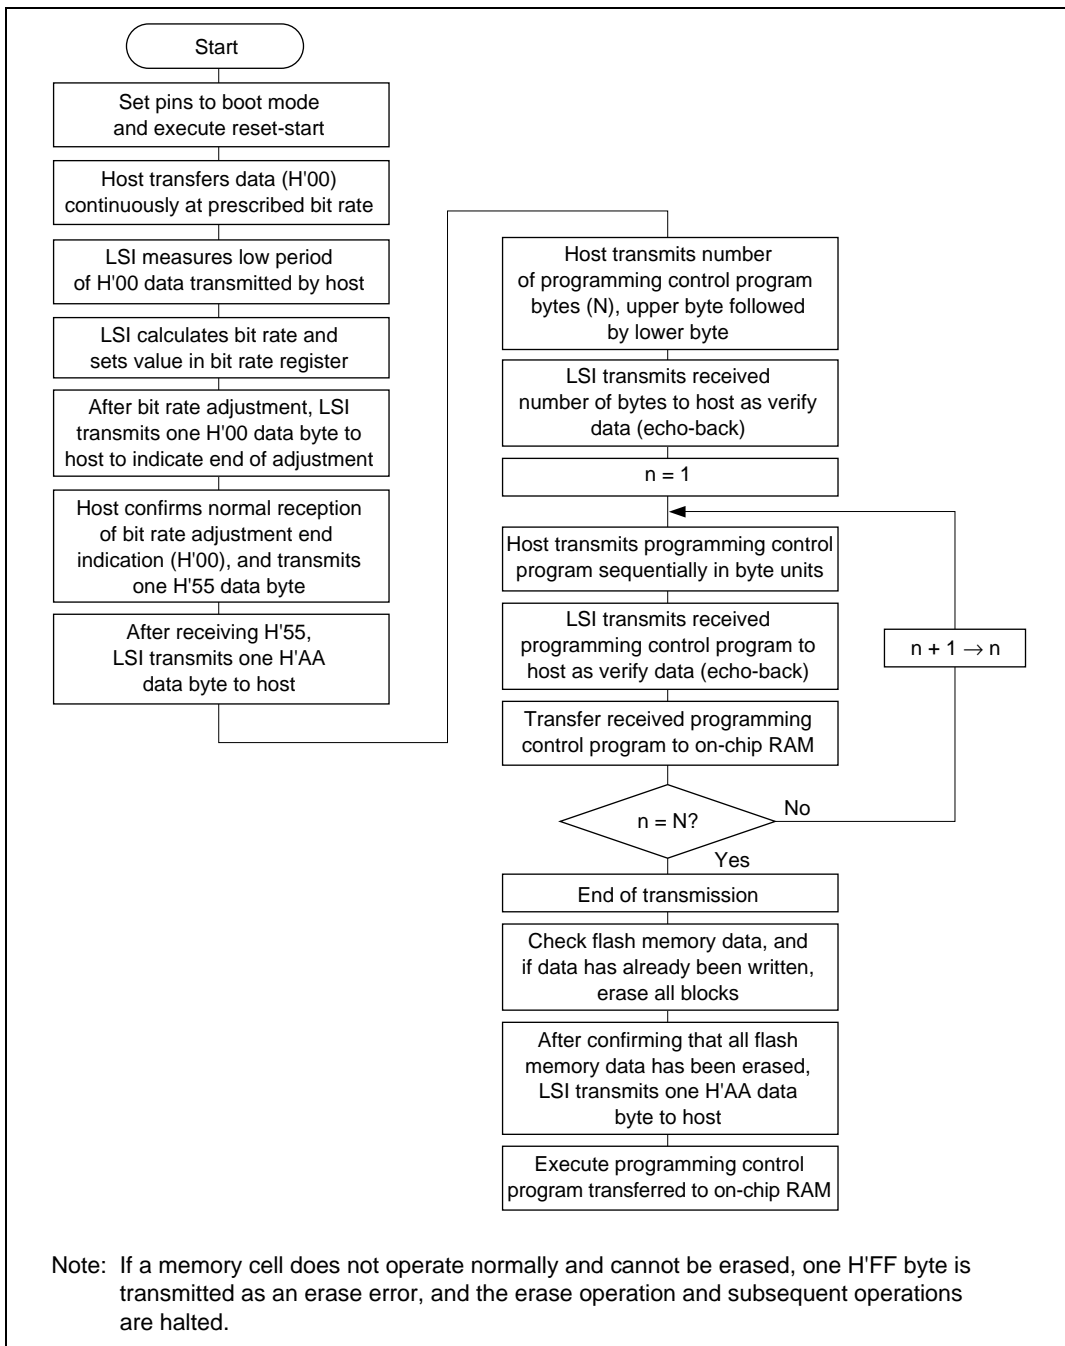 Start
Set pins to boot mode
and execute reset-start
Host transfers data (H'00)
continuously at prescribed bit rate
LSI measures low period
of H'00 data transmitted by host
LSI calculates bit rate and
sets value in bit rate register
After bit rate adjustment, LSI
transmits one H'00 data byte to
host to indicate end of adjustment
Host confirms normal reception
of bit rate adjustment end
indication (H'00), and transmits
one H'55 data byte
After receiving H'55,
LSI transmits one H'AA
data byte to host
Host transmits number
of programming control program
bytes (N), upper byte followed
by lower byte
LSI transmits received
number of bytes to host as verify
data (echo-back)
n = 1
Host transmits programming control
program sequentially in byte units
LSI transmits received
programming control program to
host as verify data (echo-back)
n + 1 → n
Transfer received programming
control program to on-chip RAM
n = N?
No
Yes
End of transmission
Check flash memory data, and
if data has already been written,
erase all blocks
After confirming that all flash
memory data has been erased,
LSI transmits one H'AA data
byte to host
Execute programming control
program transferred to on-chip RAM
Note: If a memory cell does not operate normally and cannot be erased, one H'FF byte is
transmitted as an erase error, and the erase operation and subsequent operations
are halted.